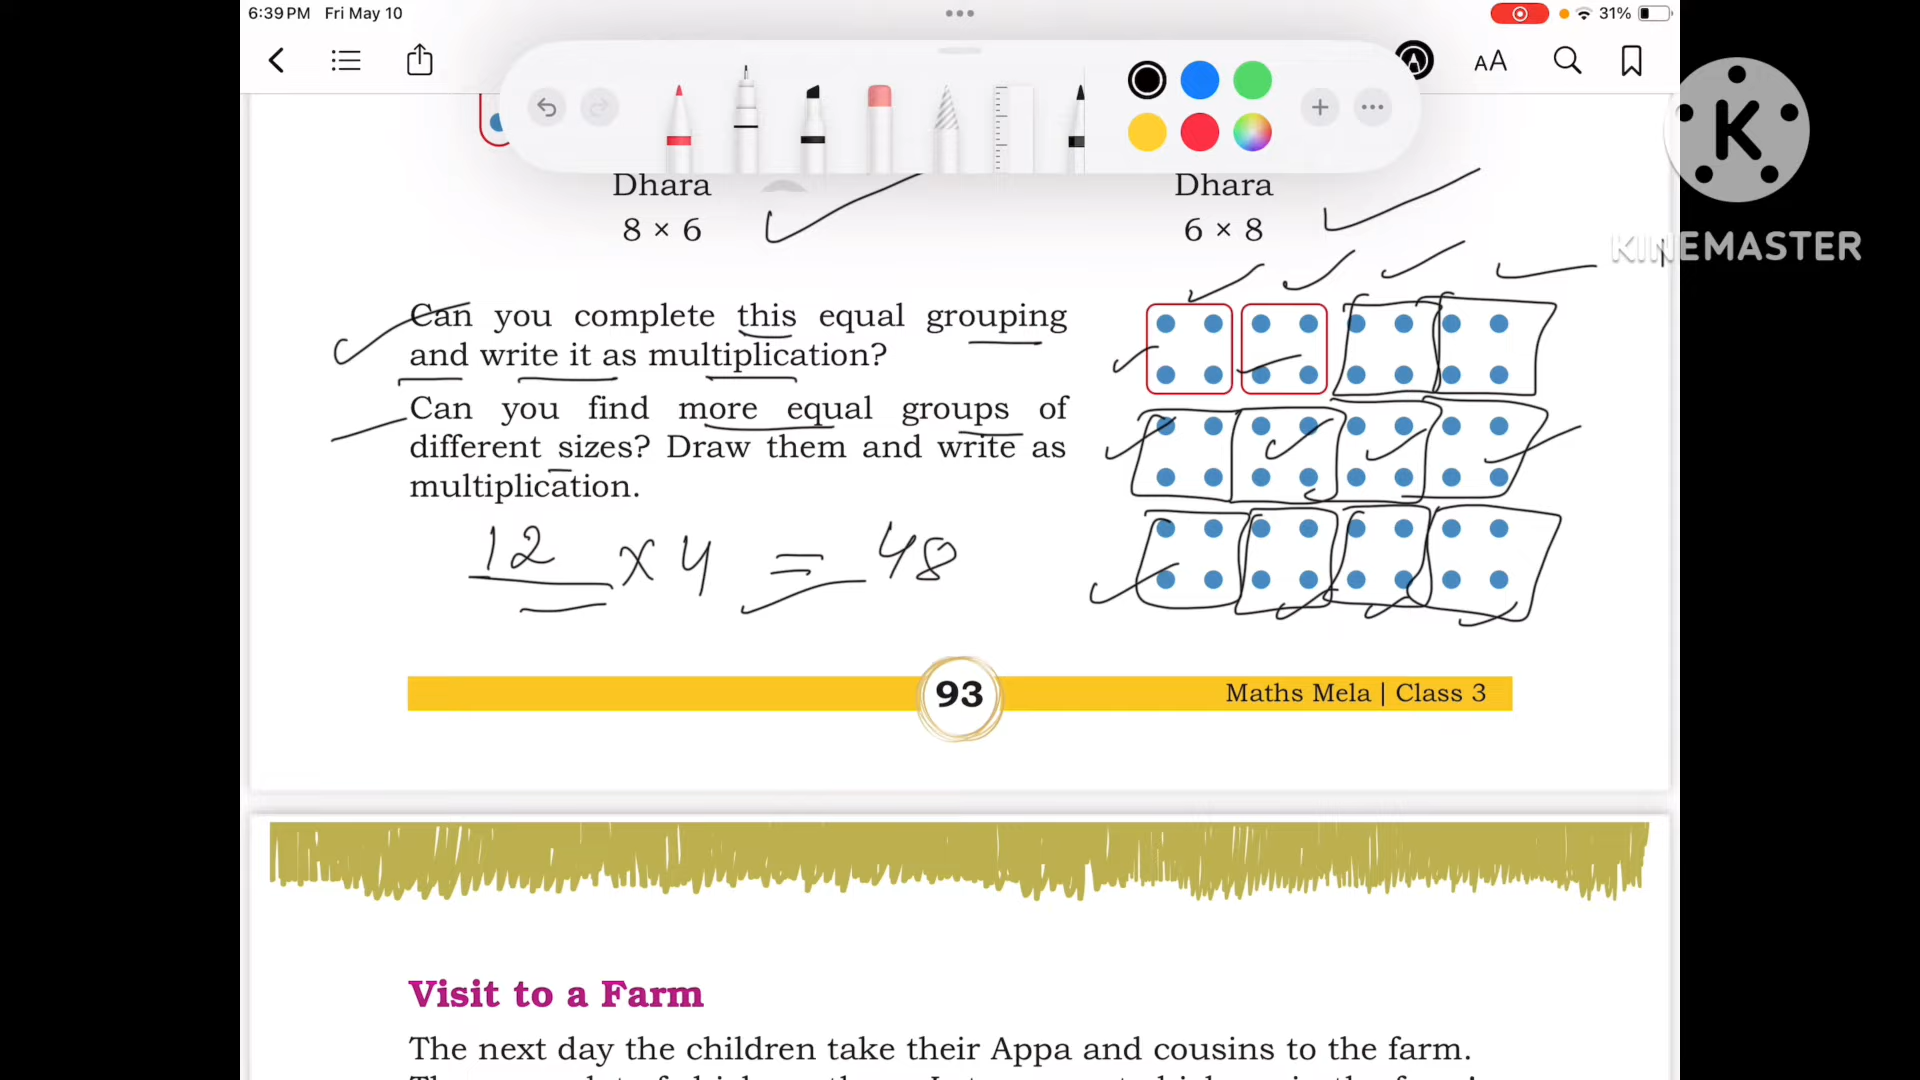 6:39 PM Fri May 10
31%
AA
K
KINEMASTER
Dhara
8 × 6
Dhara
6 × 8
Can you complete this equal grouping
and write it as multiplication?
Can you find more equal groups of
different sizes? Draw them and write as
multiplication.
12 × 4 = 48
93
Maths Mela | Class 3
Visit to a Farm
The next day the children take their Appa and cousins to the farm.